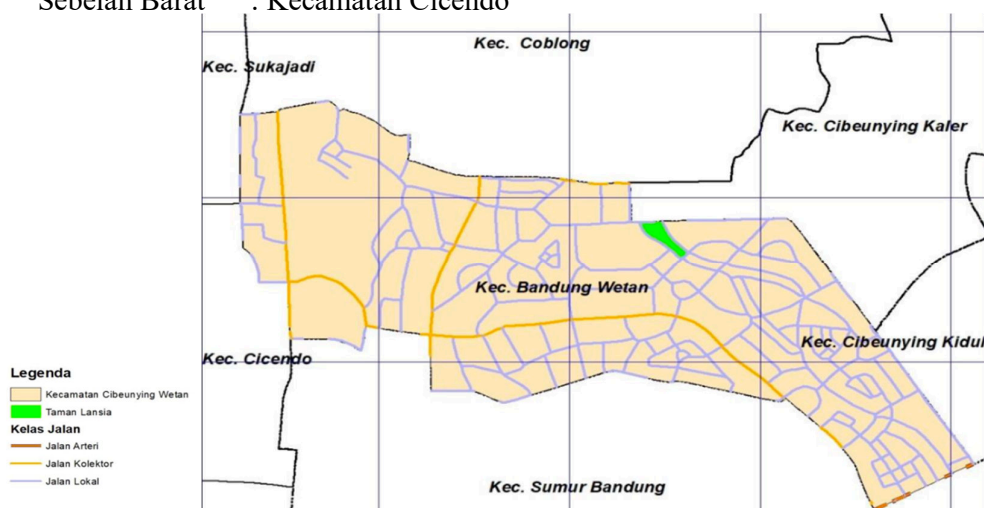 Sebelah Barat : Kecamatan Cicendo
Kec. Coblong
Kec. Sukajadi
Kec. Cibeunying Kaler
Kec. Bandung Wetan
Kec. Cibeunying Kidul
Kec. Cicendo
Kec. Sumur Bandung
Legenda
Kecamatan Cibeunying Wetan
Taman Lansia
Kelas Jalan
Jalan Arteri
Jalan Kolektor
Jalan Lokal